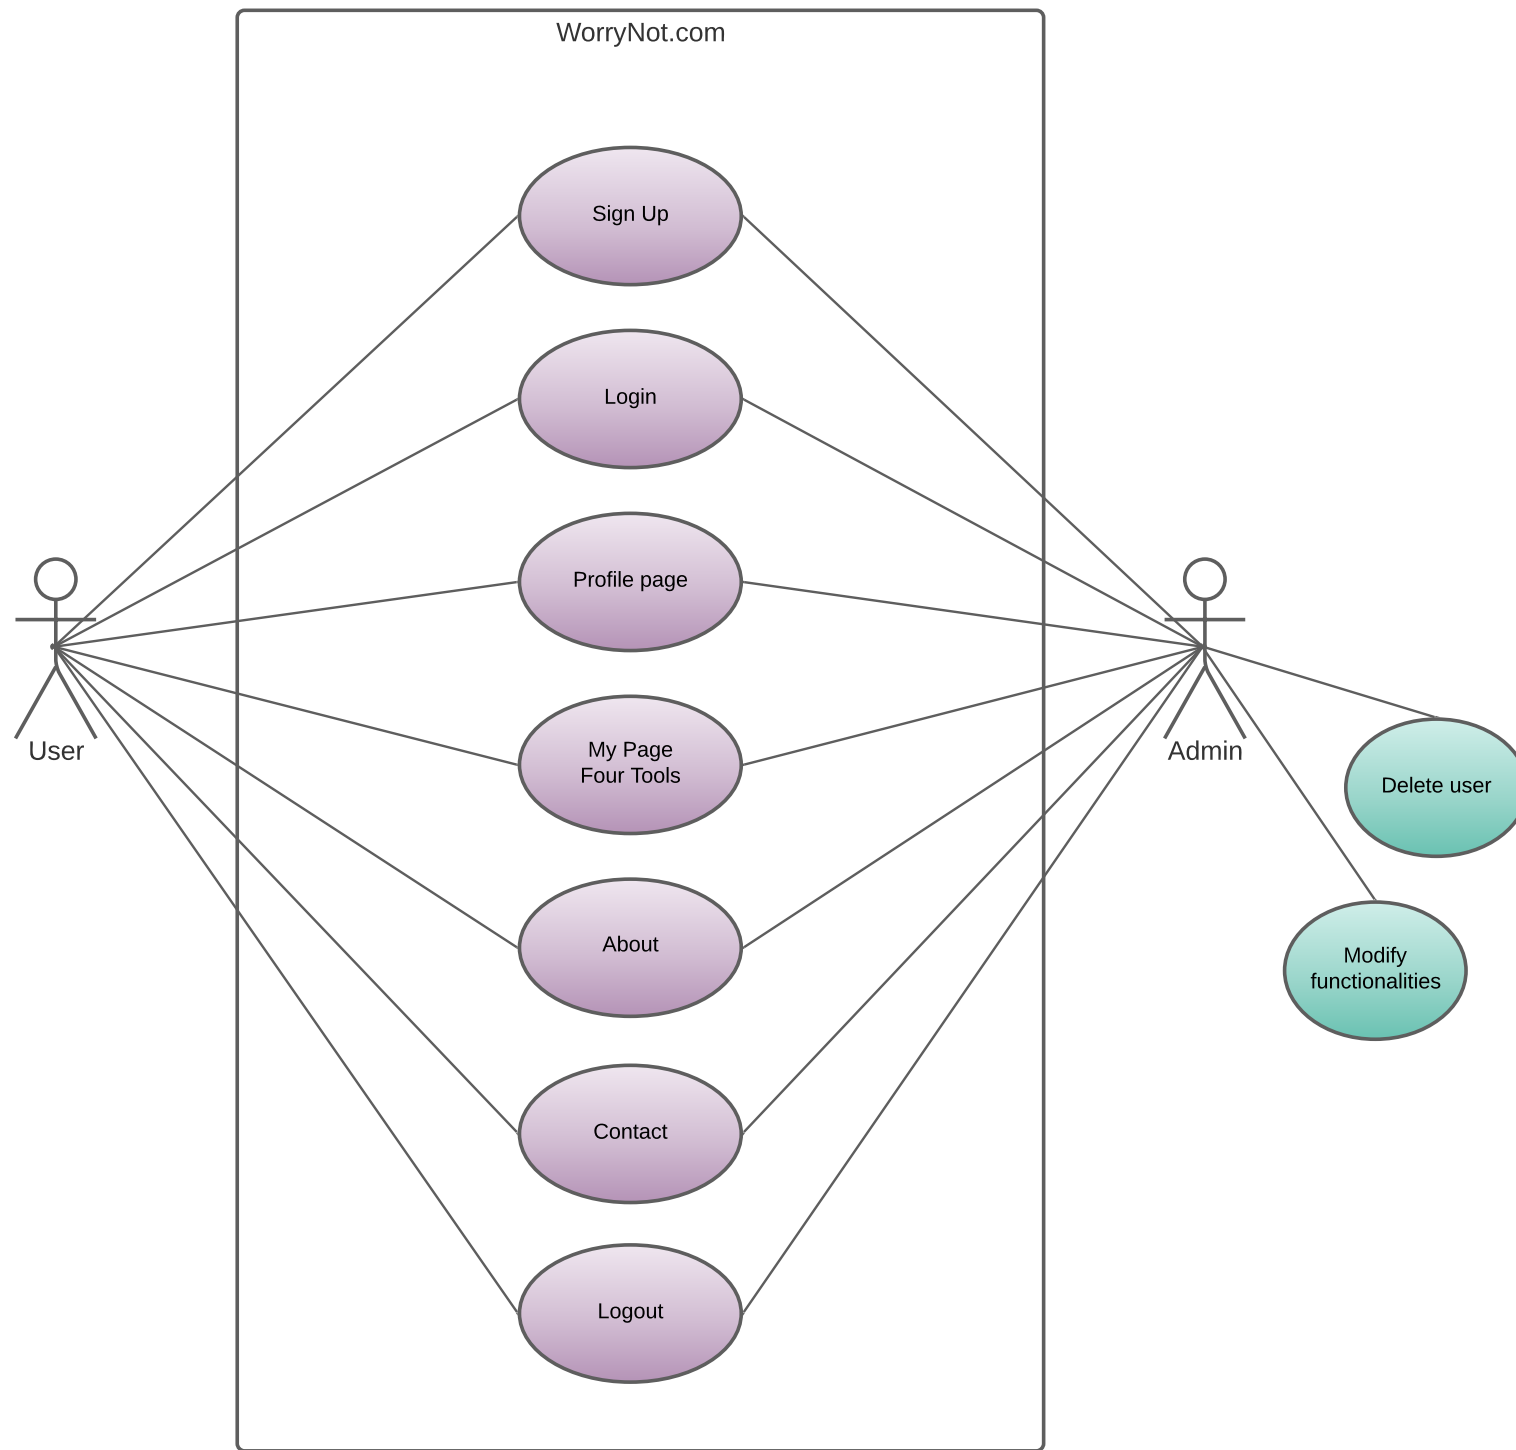 WorryNot.com
Sign Up
Login
Profile page
User
My Page
Four Tools
Admin
Delete user
About
Modify
functionalities
Contact
Logout